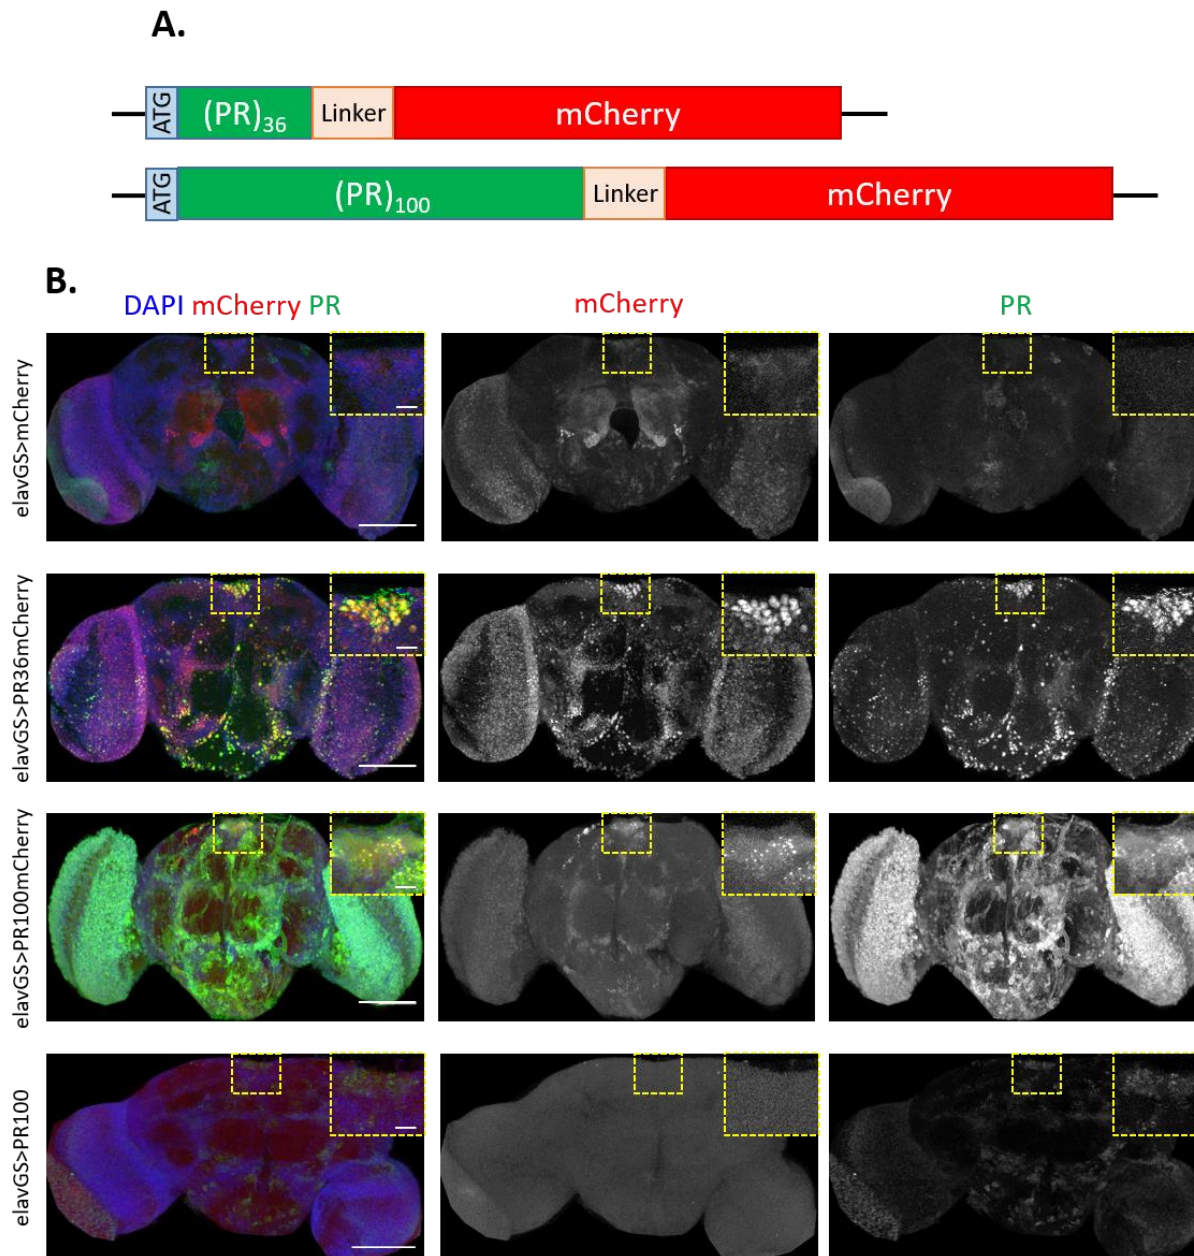 A.
ATG (PR)36 Linker mCherry
ATG (PR)100 Linker mCherry
B.
DAPI mCherry PR mCherry PR
elavGS>mCherry
elavGS>PR36mCherry
elavGS>PR100mCherry
elavGS>PR100